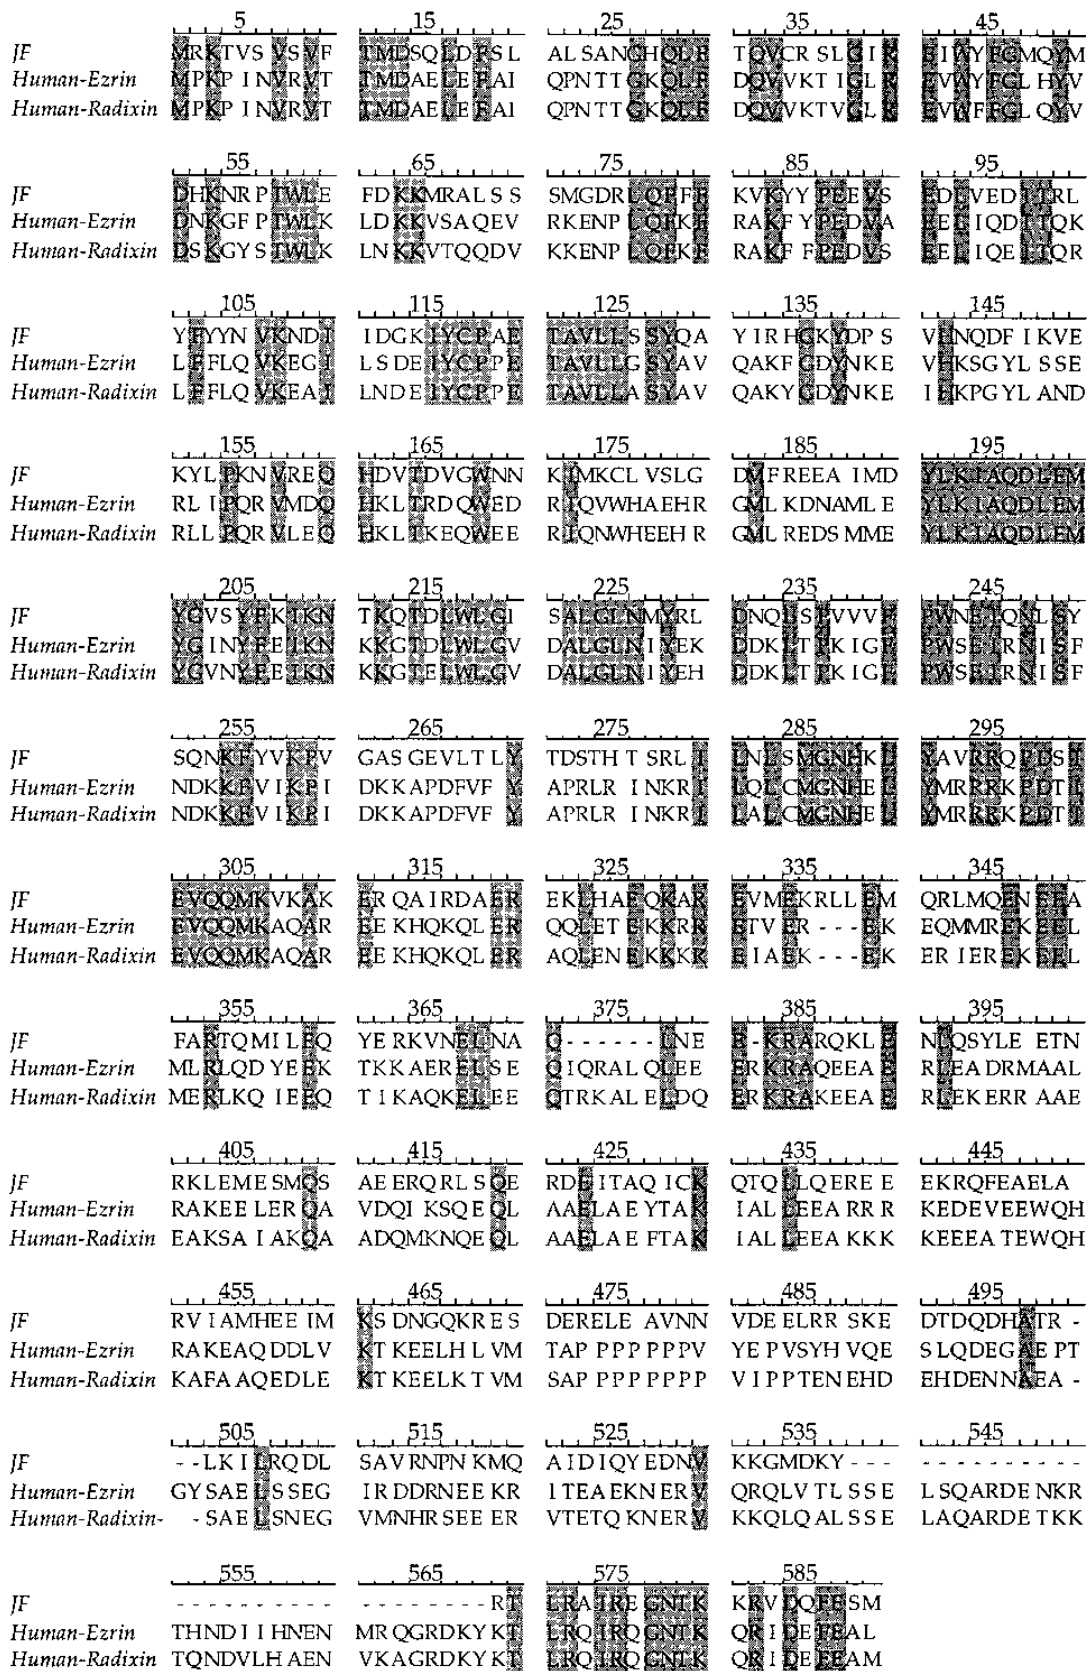 5 15 25 35 45
JF MRKTVSVSVF TMDSQLDFSL ALSANGHQLF TQVCRSLGIK EIWYFGMQYM
Human-Ezrin MPKPINVRVT TMDAELEFAI QPNTTGKQLF DQVVKTIGLR EVWYFGLHYV
Human-Radixin MPKPINVRVT TMDAELEFAI QPNTTGKQLF DQVVKTVGLR EVWFFGLQYV
55 65 75 85 95
JF DHKNRPTWLE FDKKMRALSS SMGDRLQFFE KVKYYPEEVS EDLVEDITRL
Human-Ezrin DNKGFPTWLK LDKKVSAQEV RKENPLQFKF RAKFYPEDVA EELIQDITQK
Human-Radixin DSKGYSTWLK LNKKVTQQDV KKENPLQFKF RAKFFPEDVS EELIQELTQR
105 115 125 135 145
JF YFYYNVKNDI IDGKIYCPAE TAVLLSSYQA YIRHGKYDPS VHNQDFIKVE
Human-Ezrin LFFLQVKEGI LSDEIYCPPE TAVLLGSYAV QAKFGDYNKE VHKSGYLSSE
Human-Radixin LFFLQVKEAI LNDEIYCPPE TAVLLASYAV QAKYGDYNKE IHKPGYLAND
155 165 175 185 195
JF KYLPKNVREQ HDVTDVGWNN KIMKCLVSLG DMFREEAIMD YLKIAQDLEM
Human-Ezrin RLIPQRVMDQ HKLTRDQWED RIQVWHAEHR GMLKDNAMLE YLKIAQDLEM
Human-Radixin RLLPQRVLEQ HKLTKEQWEE RIQNWHEEHR GMLREDSMME YLKIAQDLEM
205 215 225 235 245
JF YGVSYFKIKN TKQTDLWLGI SALGLNMYRL DNQLSPVVVF PWNEIQNLSY
Human-Ezrin YGINYFEIKN KKGTDLWLGV DALGLNIYEK DDKLTPKIGF PWSEIRNISF
Human-Radixin YGVNYFEIKN KKGTELWLGV DALGLNIYEH DDKLTPKIGF PWSEIRNISF
255 265 275 285 295
JF SQNKFYVKPV GASGEVLTLY TDSTHTSRLI LNLSMGNHKL YAVRRQPDSI
Human-Ezrin NDKKFVIKPI DKKAPDFVFY APRLRINKRI LQLCMGNHEL YMRRRKPDTI
Human-Radixin NDKKFVIKPI DKKAPDFVFY APRLRINKRI LALCMGNHEL YMRRRKPDTI
305 315 325 335 345
JF EVQQMKVKAK ERQAIRDAER EKLHAEQKAR EVMEKRLLEM QRLMQENEEA
Human-Ezrin EVQQMKAQAR EEKHQKQLER QQLETEKKRR ETVER---EK EQMMREKEEL
Human-Radixin EVQQMKAQAR EEKHQKQLER AQLENEKKKR EIAEK---EK ERIEREKEEL
355 365 375 385 395
JF FARTQMILEQ YERKVNELNA Q------LNE E-KRARQKLE NLQSYLEETN
Human-Ezrin MLRLQDYEEK TKKAERELSE QIQRALQLEE ERKRAQEEAE RLEADRMAAL
Human-Radixin MERLKQIEEQ TIKAQKELEE QTRKALELDQ ERKRAKEEAE RLEKERRAAE
405 415 425 435 445
JF RKLEMESMQS AEERQRLSQE RDEITAQICK QTQLLQEREE EKRQFEAELA
Human-Ezrin RAKEELERQA VDQIKSQEQL AAELAEYTAK IALLEEARRR KEDEVEEWQH
Human-Radixin EAKSAIAKQA ADQMKNQEQL AAELAEFTAK IALLEEAKKK KEEEATEWQH
455 465 475 485 495
JF RVIAMHEEIM KSDNGQKRES DERELEAVNN VDEELRRSKE DTDQDHATR-
Human-Ezrin RAKEAQDDLV KTKEELHLVM TAPPPPPPPV YEPVSYHVQE SLQDEGAEPT
Human-Radixin KAFAAQEDLE KTKEELKTVM SAPPPPPPPP VIPPTENEHD EHDENNAEA-
505 515 525 535 545
JF --LKILRQDL SAVRNPNKMQ AIDIQYEDNV KKGMDKY--- ----------
Human-Ezrin GYSAELSSEG IRDDRNEEKR ITEAEKNERV QRQLVTLSSE LSQARDENKR
Human-Radixin- -SAELSNEG VMNHRSEEER VTETQKNERV KKQLQALSSE LAQARDETKK
555 565 575 585
JF ---------- --------RT LRAIREGNTK KRVDQFESM
Human-Ezrin THNDIIHNEN MRQGRDKYKT LRQIRQGNTK QRIDEFEAL
Human-Radixin TQNDVLHAEN VKAGRDKYKT LRQIRQGNTK QRIDEFEAM